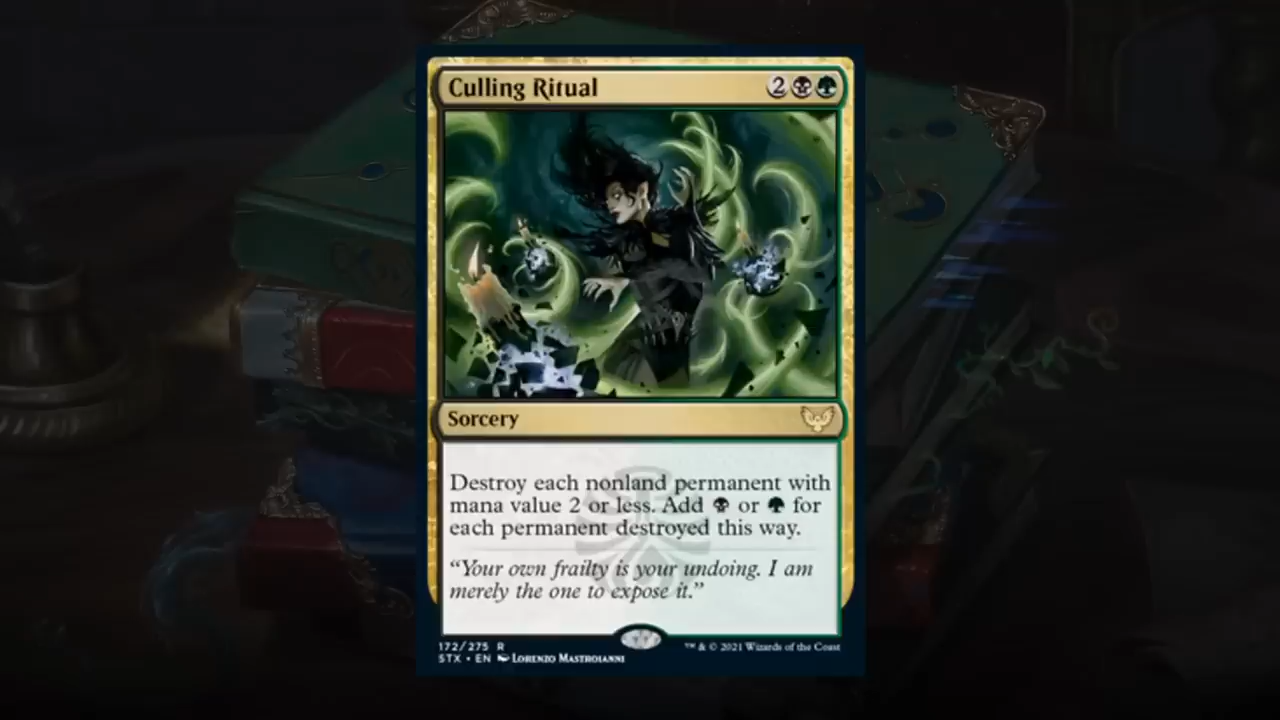 Culling Ritual 2
Sorcery
Destroy each nonland permanent with
mana value 2 or less. Add or for
each permanent destroyed this way.
“Your own frailty is your undoing. I am
merely the one to expose it.”
172/275 R
STX • EN Lorenzo Mastroianni
™ & © 2021 Wizards of the Coast